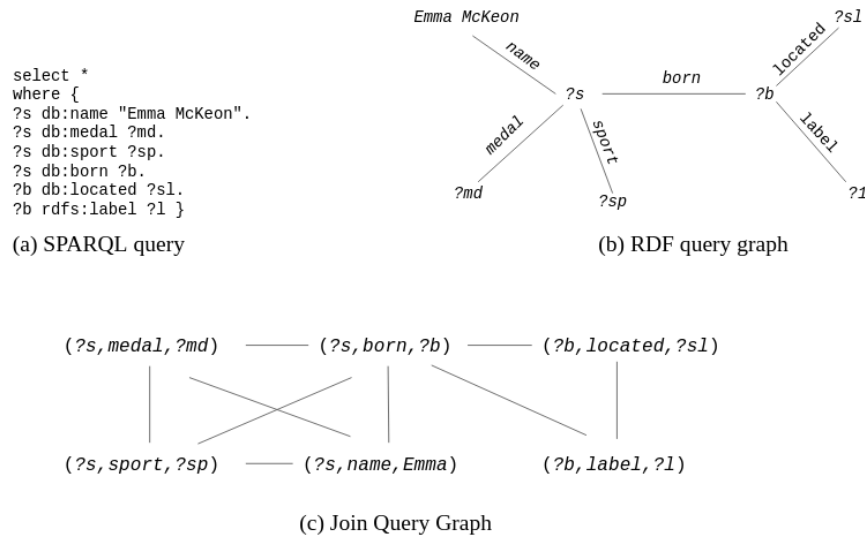 select *
where {
?s db:name "Emma McKeon".
?s db:medal ?md.
?s db:sport ?sp.
?s db:born ?b.
?b db:located ?sl.
?b rdfs:label ?l }
(a) SPARQL query
Emma McKeon
?sl
name
located
?s
born
?b
medal
sport
label
?md
?sp
?l
(b) RDF query graph
(?s,medal,?md)
(?s,born,?b)
(?b,located,?sl)
(?s,sport,?sp)
(?s,name,Emma)
(?b,label,?l)
(c) Join Query Graph